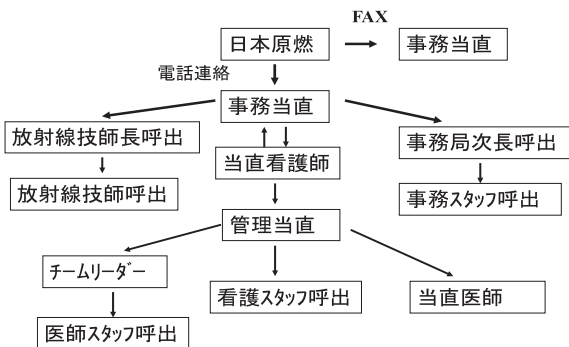 FAX
日本原燃
事務当直
電話連絡
事務当直
放射線技師長呼出
事務局次長呼出
当直看護師
放射線技師呼出
事務スタッフ呼出
管理当直
チームリーダー
看護スタッフ呼出
当直医師
医師スタッフ呼出